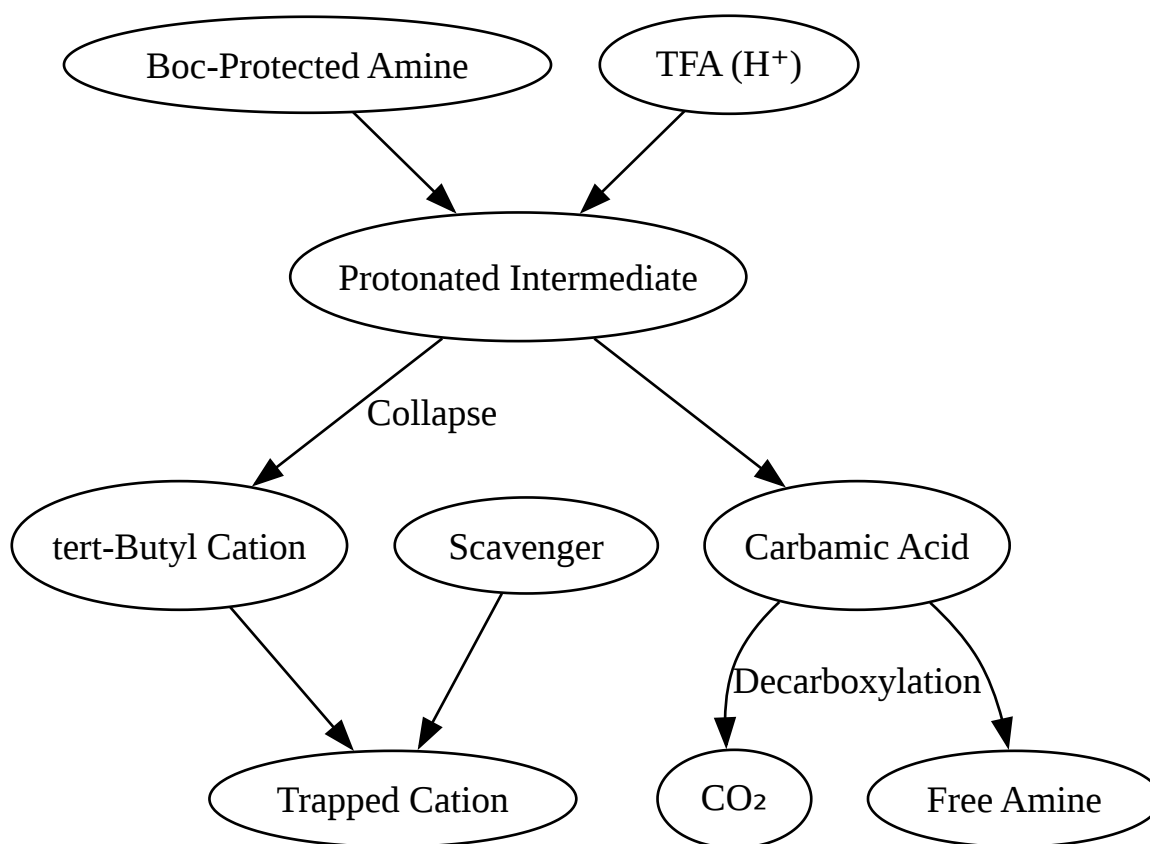 Boc-Protected Amine
TFA (H⁺)
Protonated Intermediate
Collapse
tert-Butyl Cation
Scavenger
Carbamic Acid
Decarboxylation
Trapped Cation
CO₂
Free Amine